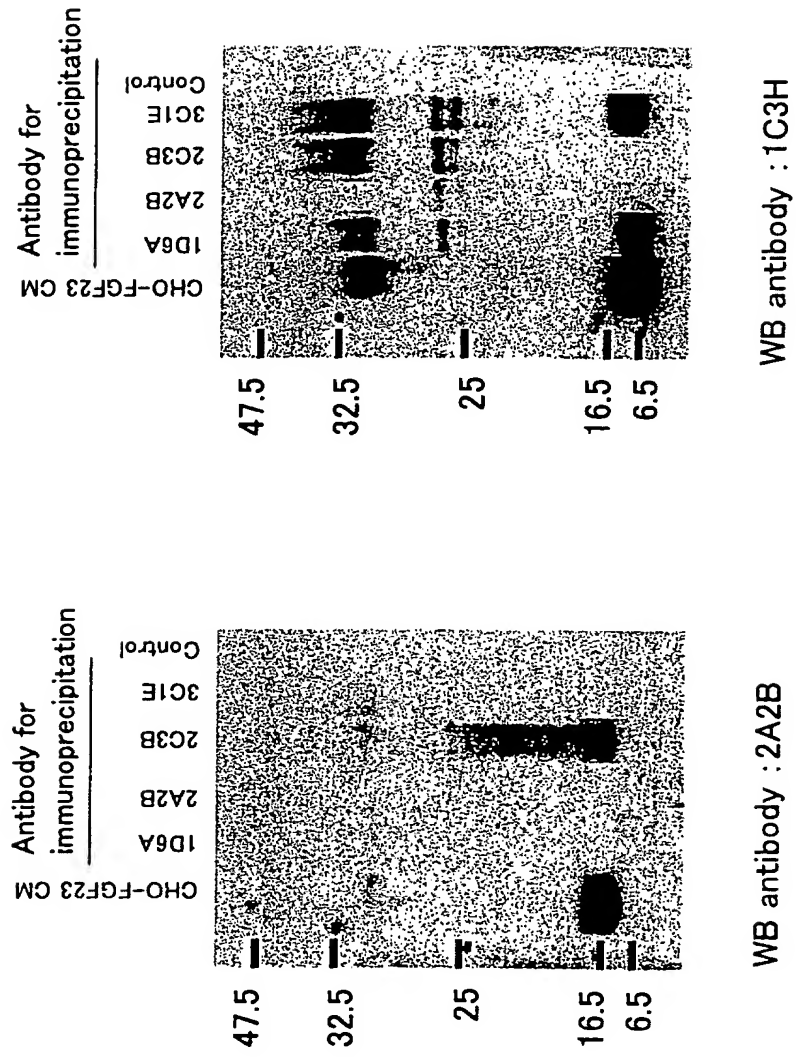 Antibody for
immunoprecipitation
CHO-FGF23 CM
1D6A
2A2B
2C3B
3C1E
Control
47.5
32.5
25
16.5
6.5
WB antibody : 1C3H
Antibody for
immunoprecipitation
CHO-FGF23 CM
1D6A
2A2B
2C3B
3C1E
Control
47.5
32.5
25
16.5
6.5
WB antibody : 2A2B